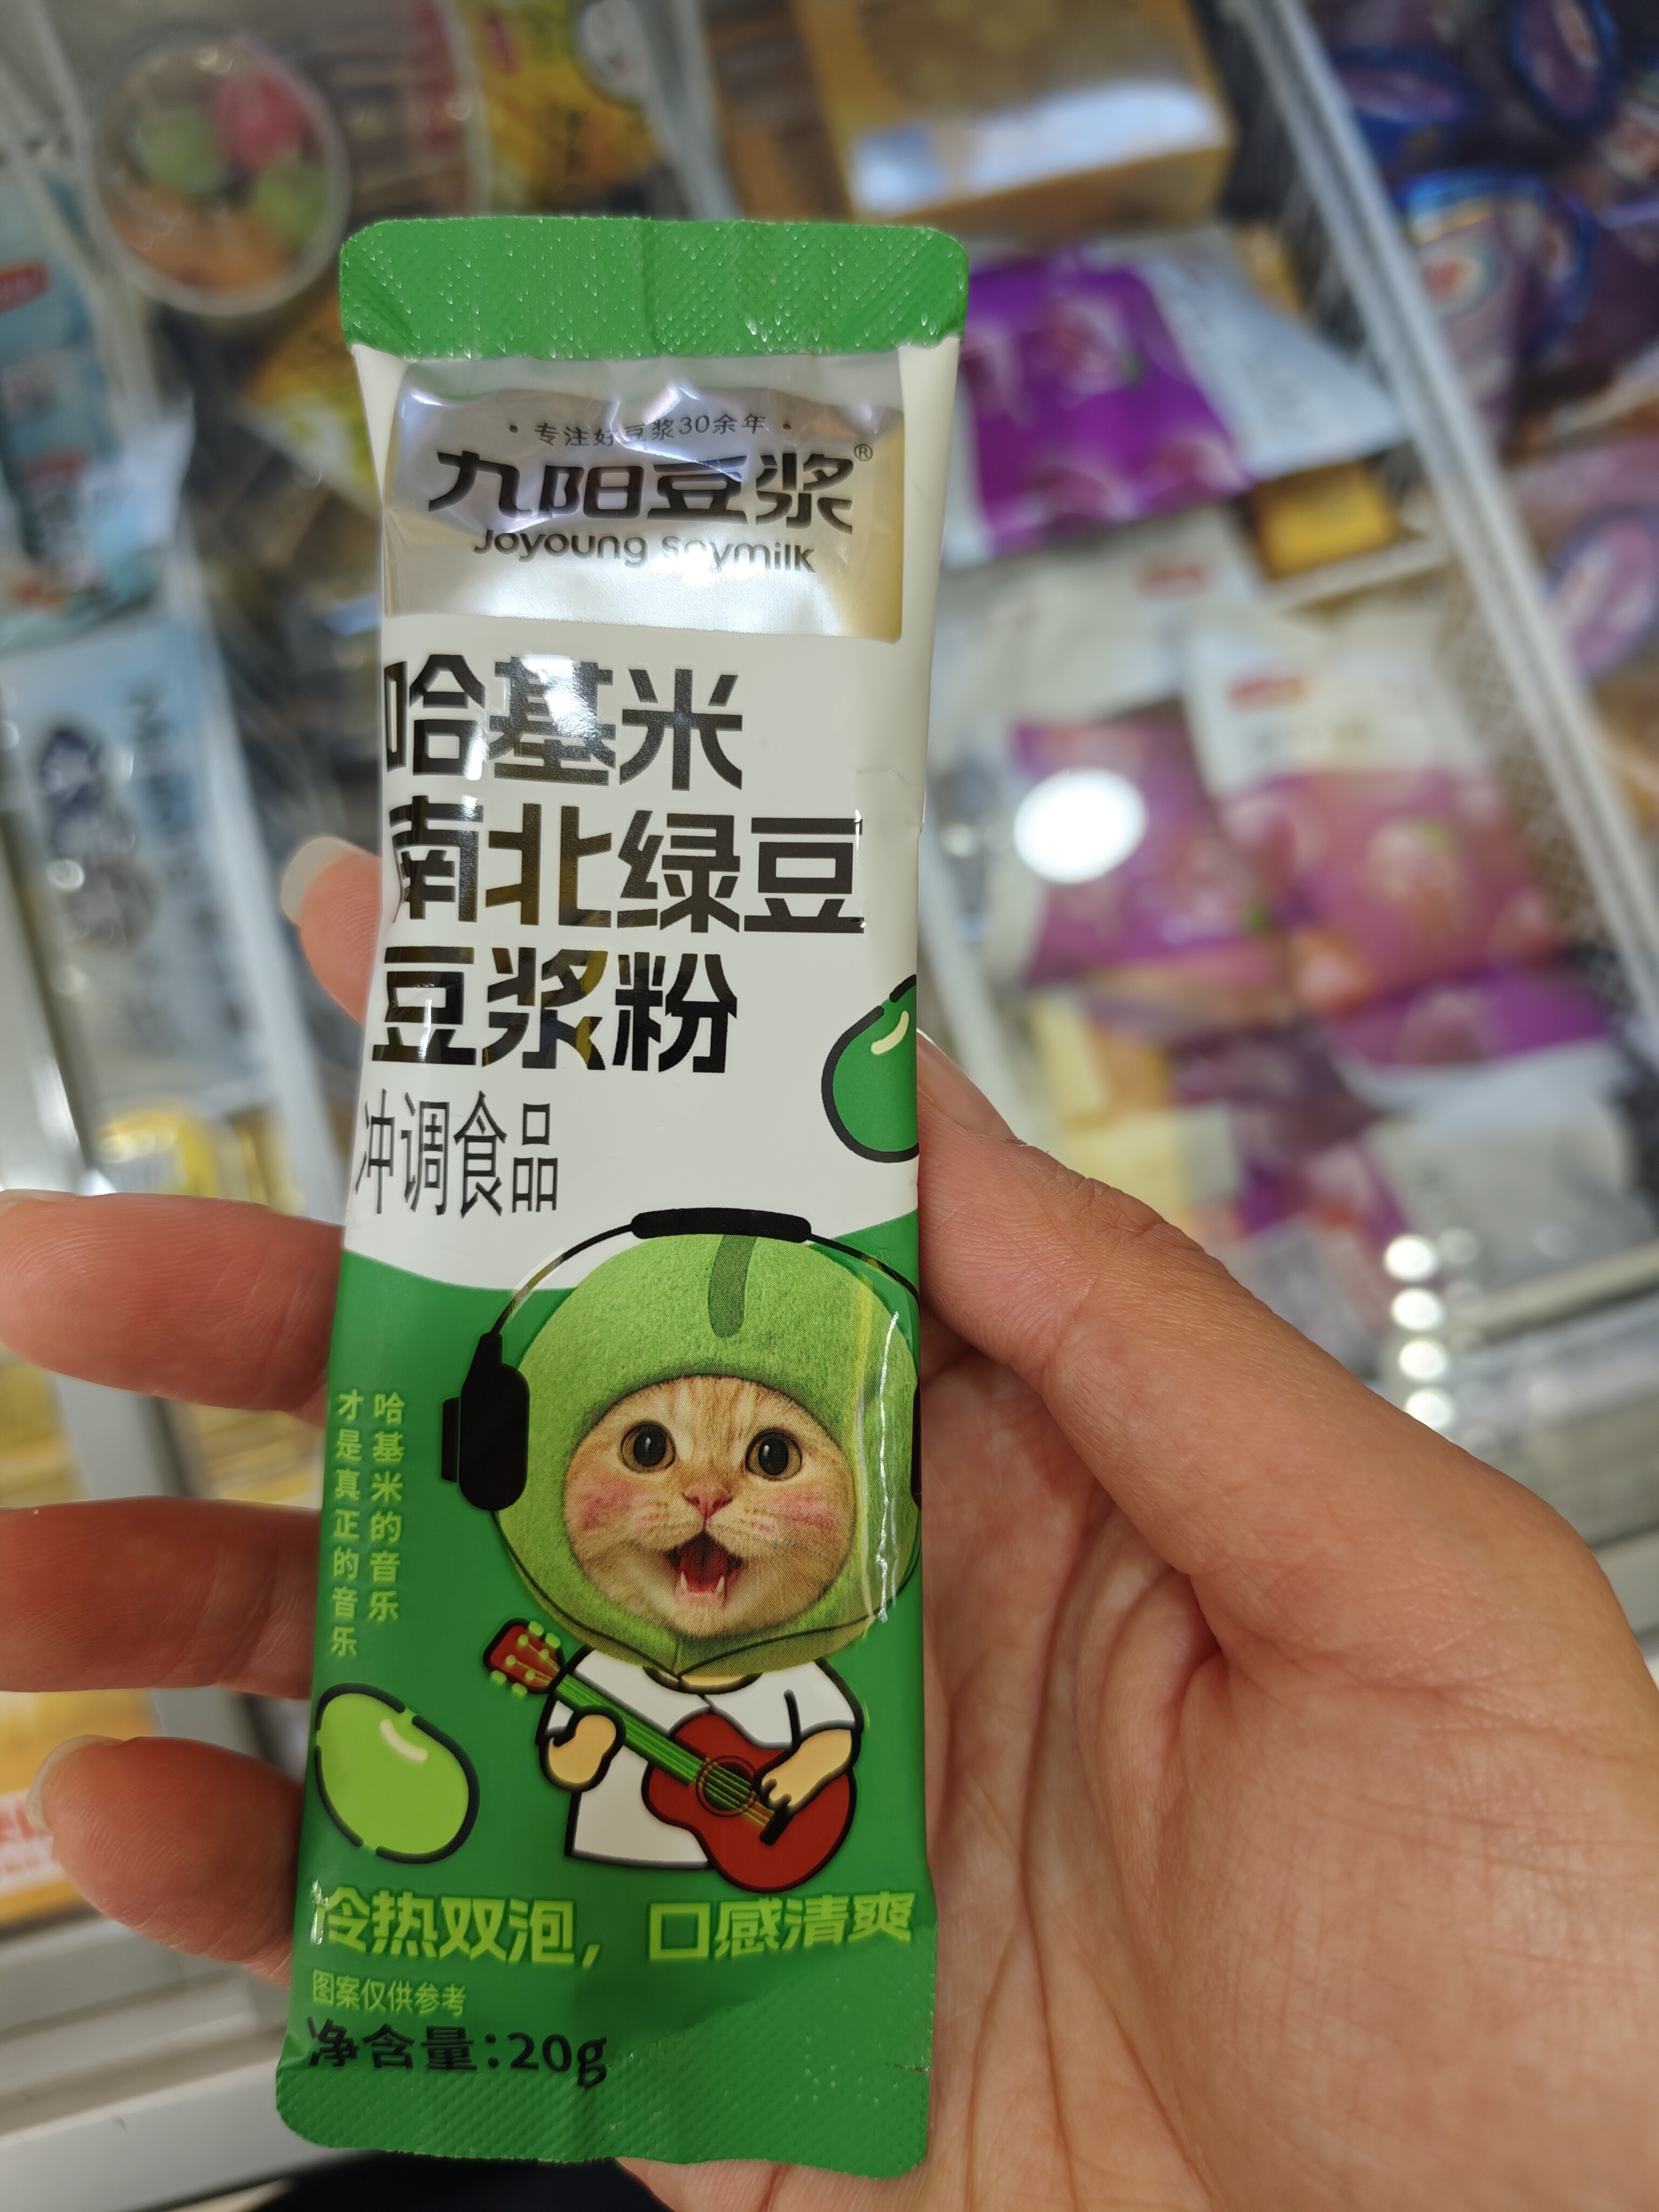 ·专注好豆浆30余年·
九阳豆浆®
Joyoung soymilk
哈基米
南北绿豆
豆浆粉
冲调食品
哈基米的音乐
才是真正的音乐
冷热双泡，口感清爽
图案仅供参考
净含量:20g